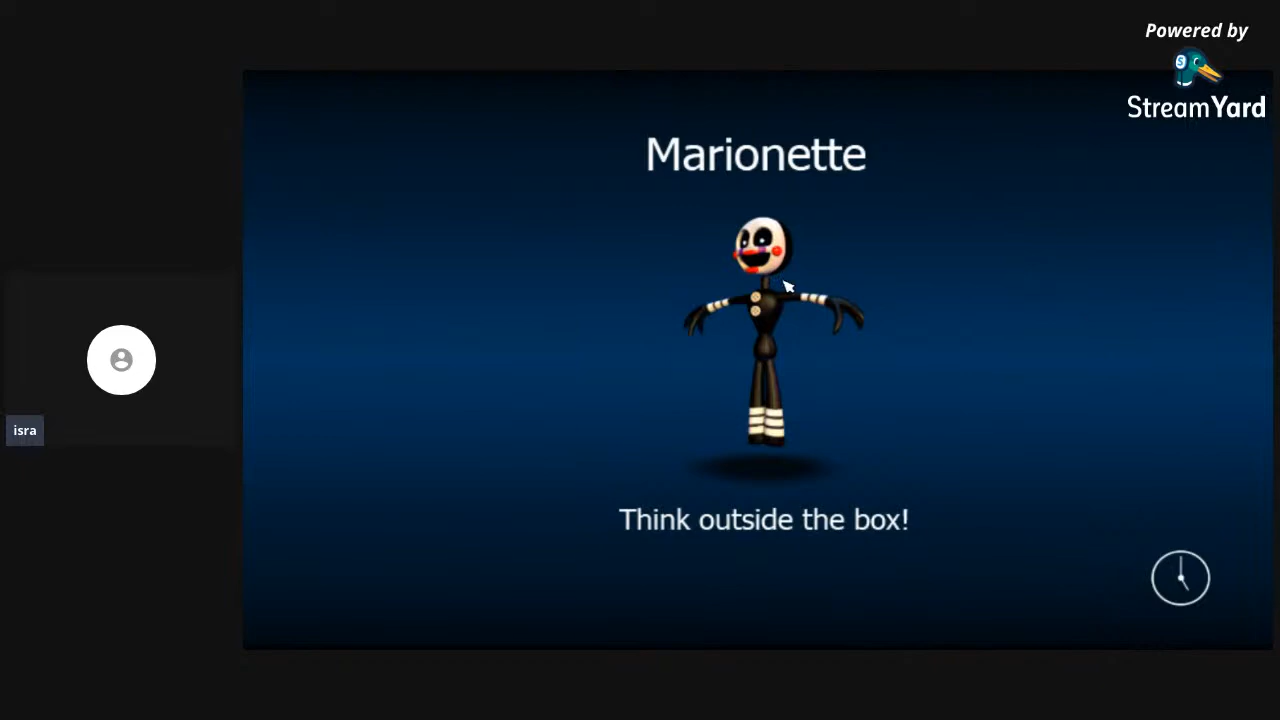 Powered by
StreamYard
Marionette
isra
Think outside the box!